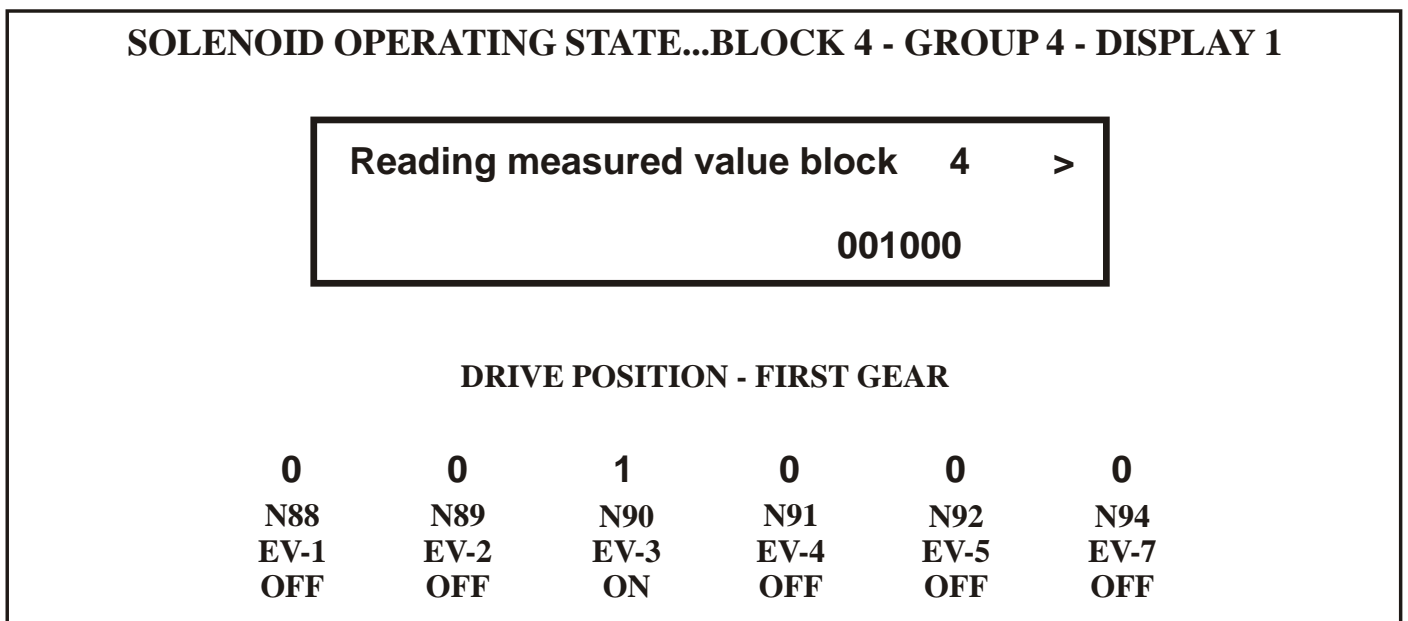 SOLENOID OPERATING STATE...BLOCK 4 - GROUP 4 - DISPLAY 1
Reading measured value block 4 >
001000
DRIVE POSITION - FIRST GEAR
0 0 1 0 0 0
N88 N89 N90 N91 N92 N94
EV-1 EV-2 EV-3 EV-4 EV-5 EV-7
OFF OFF ON OFF OFF OFF